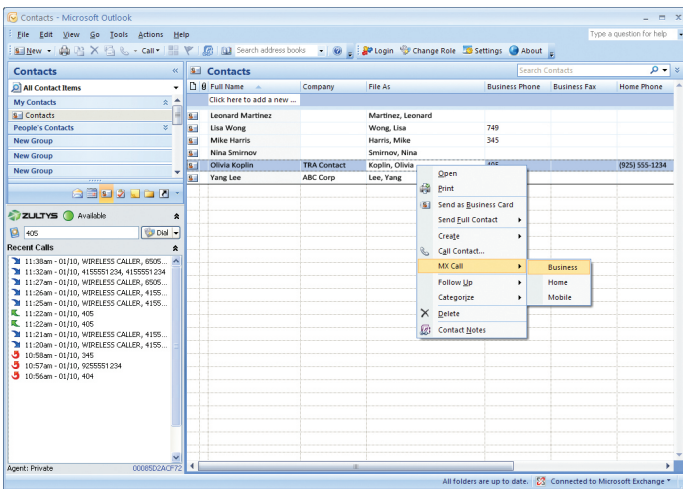 Contacts - Microsoft Outlook
File Edit View Go Tools Actions Help
Type a question for help
New Call Search address books Login Change Role Settings About
Contacts
All Contact Items
My Contacts
Contacts
People's Contacts
New Group
New Group
New Group
ZULTYS Available
405 Dial
Recent Calls
11:38am - 01/10, WIRELESS CALLER, 6505...
11:32am - 01/10, 4155551234, 4155551234
11:27am - 01/10, WIRELESS CALLER, 6505...
11:26am - 01/10, WIRELESS CALLER, 4155...
11:25am - 01/10, WIRELESS CALLER, 4155...
11:22am - 01/10, 405
11:22am - 01/10, 405
11:21am - 01/10, WIRELESS CALLER, 4155...
11:20am - 01/10, WIRELESS CALLER, 4155...
10:58am - 01/10, 345
10:57am - 01/10, 9255551234
10:56am - 01/10, 404
Agent: Private 00085D2ACF72
Contacts Search Contacts
Full Name Company File As Business Phone Business Fax Home Phone
Click here to add a new ...
Leonard Martinez Martinez, Leonard
Lisa Wong Wong, Lisa 749
Mike Harris Harris, Mike 345
Nina Smirnov Smirnov, Nina
Olivia Koplin TRA Contact Koplin, Olivia 405 (925) 555-1234
Yang Lee ABC Corp Lee, Yang
Open
Print
Send as Business Card
Send Full Contact
Create
Call Contact...
MX Call
Follow Up
Categorize
Delete
Contact Notes
Business
Home
Mobile
All folders are up to date. Connected to Microsoft Exchange